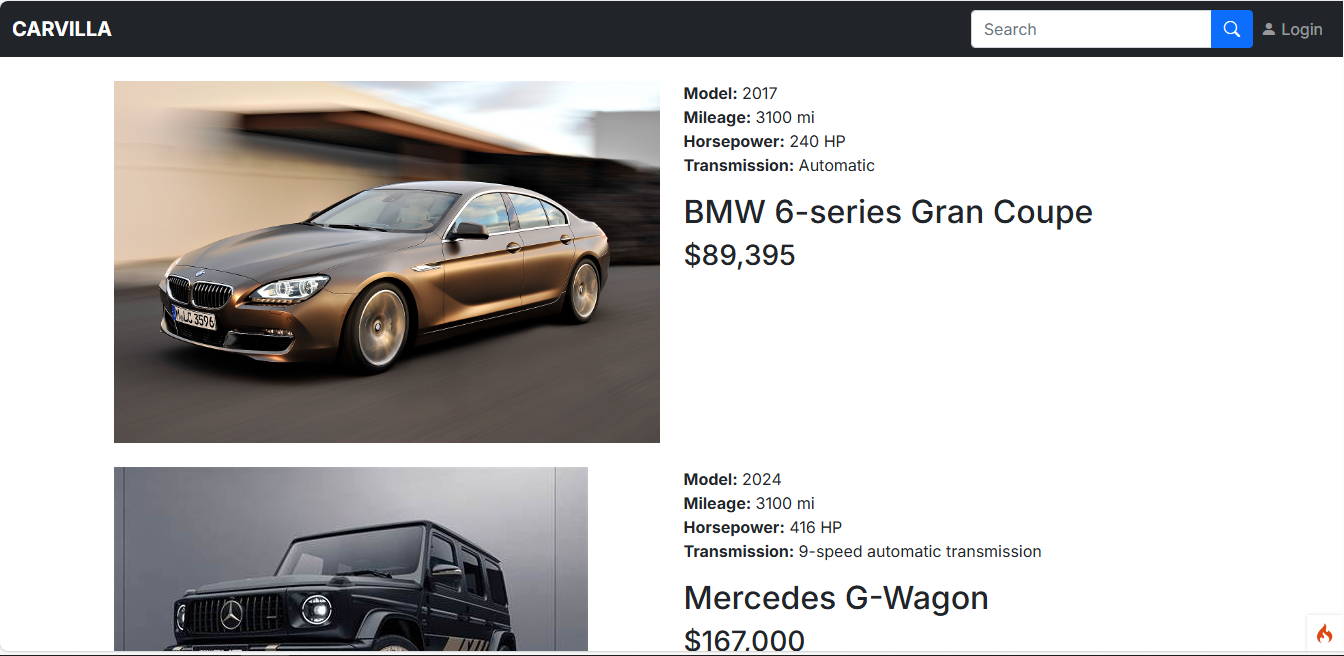 CARVILLA
Search
Login
Model: 2017
Mileage: 3100 mi
Horsepower: 240 HP
Transmission: Automatic
BMW 6-series Gran Coupe
$89,395
M LC 3596
Model: 2024
Mileage: 3100 mi
Horsepower: 416 HP
Transmission: 9-speed automatic transmission
Mercedes G-Wagon
$167,000